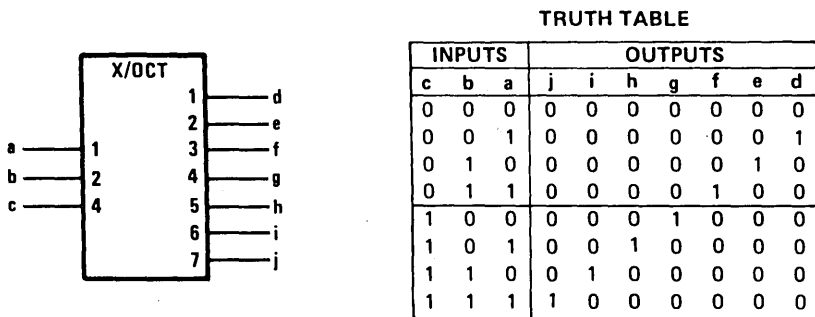 TRUTH TABLE
X/OCT
1 d
2 e
a 1 3 f
b 2 4 g
c 4 5 h
6 i
7 j
INPUTS OUTPUTS
c b a j i h g f e d
0 0 0 0 0 0 0 0 0 0
0 0 1 0 0 0 0 0 0 1
0 1 0 0 0 0 0 0 1 0
0 1 1 0 0 0 0 1 0 0
1 0 0 0 0 0 1 0 0 0
1 0 1 0 0 1 0 0 0 0
1 1 0 0 1 0 0 0 0 0
1 1 1 1 0 0 0 0 0 0